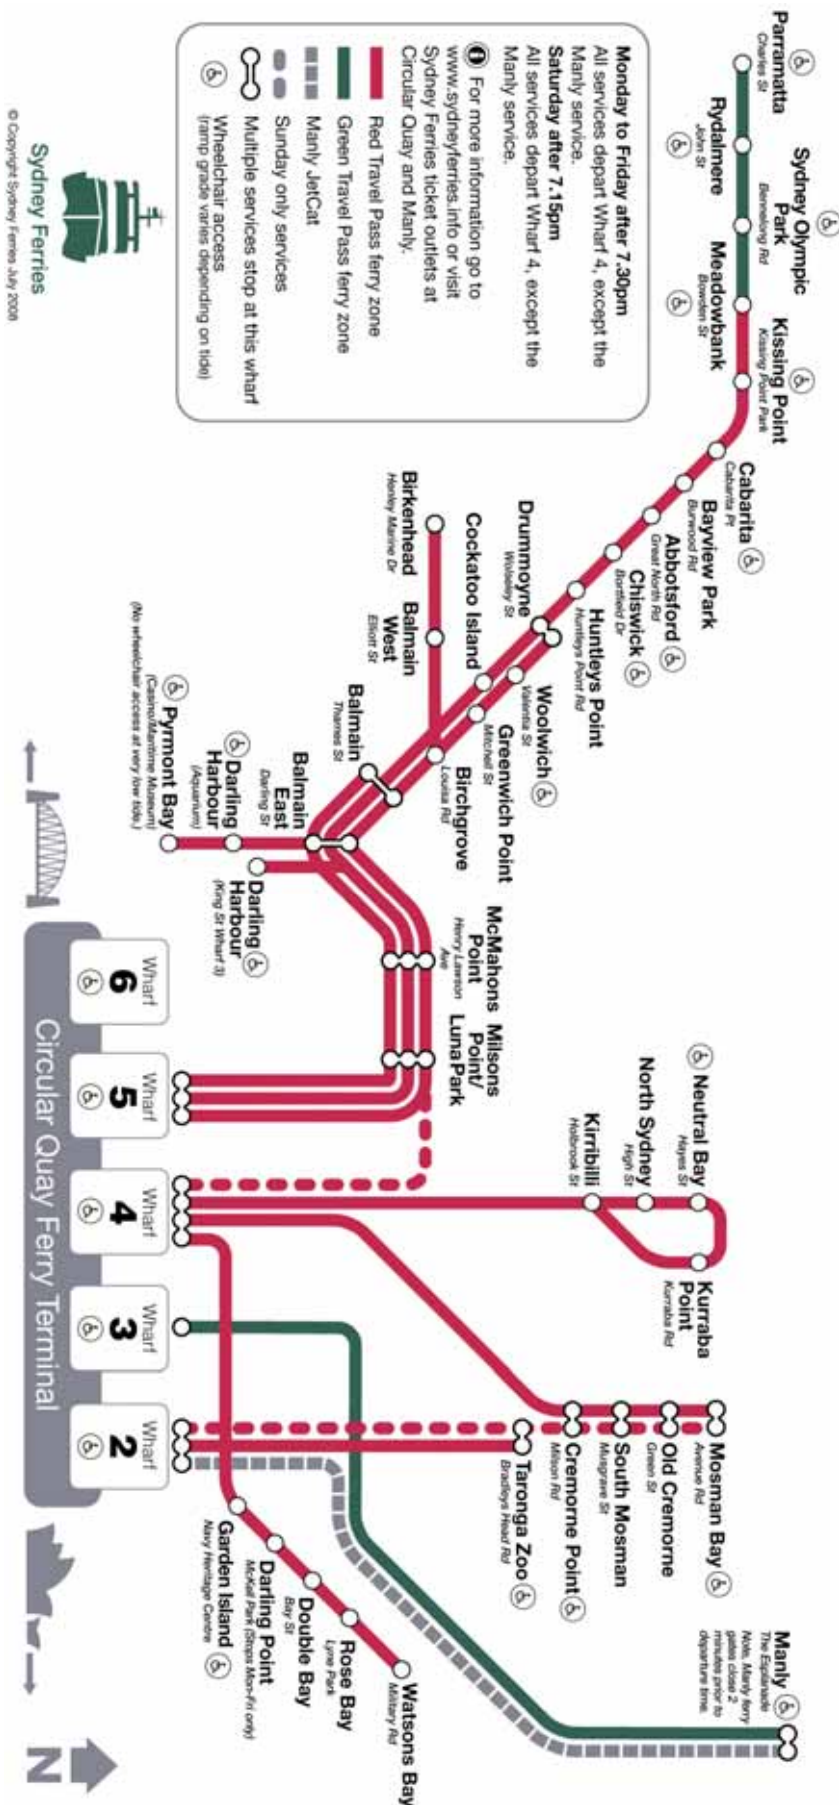 Parramatta
Charles St
Rydalmere
John St
Sydney Olympic
Park
Bennelong Rd
Meadowbank
Bowden St
Kissing Point
Kissing Point Park
Cabarita
Cabarita Pt
Bayview Park
Burwood Rd
Abbotsford
Great North Rd
Chiswick
Bortfield Dr
Huntleys Point
Huntleys Point Rd
Drummoyne
Wolseley St
Woolwich
Valentia St
Cockatoo Island
Greenwich Point
Mitchell St
Birkenhead
Henley Marine Dr
Balmain
West
Elliott St
Birchgrove
Louisa Rd
Balmain
Thames St
Balmain
East
Darling St
Darling
Harbour
(Aquarium)
Pyrmont Bay
(Casino/Maritime Museum)
(No wheelchair access at very low tide.)
Darling
Harbour
(King St Wharf 3)
McMahons
Point
Henry Lawson
Ave
Milsons
Point/
Luna Park
Neutral Bay
Hayes St
North Sydney
High St
Kirribilli
Holbrook St
Kurraba
Point
Kurraba Rd
Mosman Bay
Avenue Rd
Old Cremorne
Green St
South Mosman
Musgrave St
Cremorne Point
Milson Rd
Taronga Zoo
Bradleys Head Rd
Manly
The Esplanade
Note, Manly ferry
gates close 2
minutes prior to
departure time.
Watsons Bay
Military Rd
Rose Bay
Lyne Park
Double Bay
Bay St
Darling Point
McKell Park (Stops Mon-Fri only)
Garden Island
Navy Heritage Centre
Monday to Friday after 7.30pm
All services depart Wharf 4, except the
Manly service.
Saturday after 7.15pm
All services depart Wharf 4, except the
Manly service.
i For more information go to
www.sydneyferries.info or visit
Sydney Ferries ticket outlets at
Circular Quay and Manly.
Red Travel Pass ferry zone
Green Travel Pass ferry zone
Manly JetCat
Sunday only services
Multiple services stop at this wharf
Wheelchair access
(ramp grade varies depending on tide)
Sydney Ferries
© Copyright Sydney Ferries July 2008
Wharf
6
Wharf
5
Wharf
4
Wharf
3
Wharf
2
Circular Quay Ferry Terminal
N